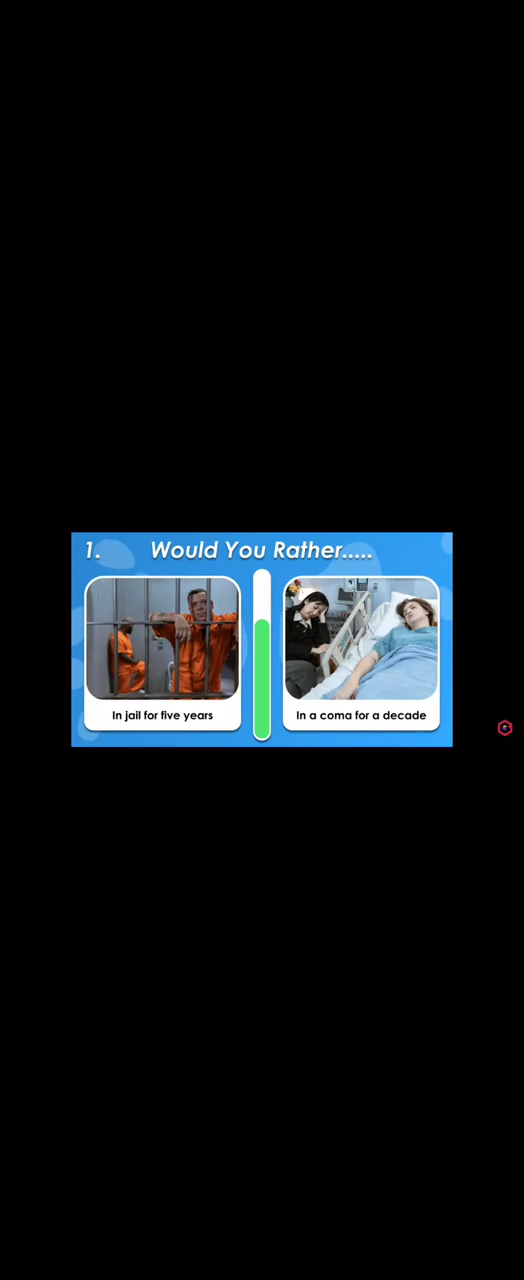 1. Would You Rather.....
In jail for five years
In a coma for a decade